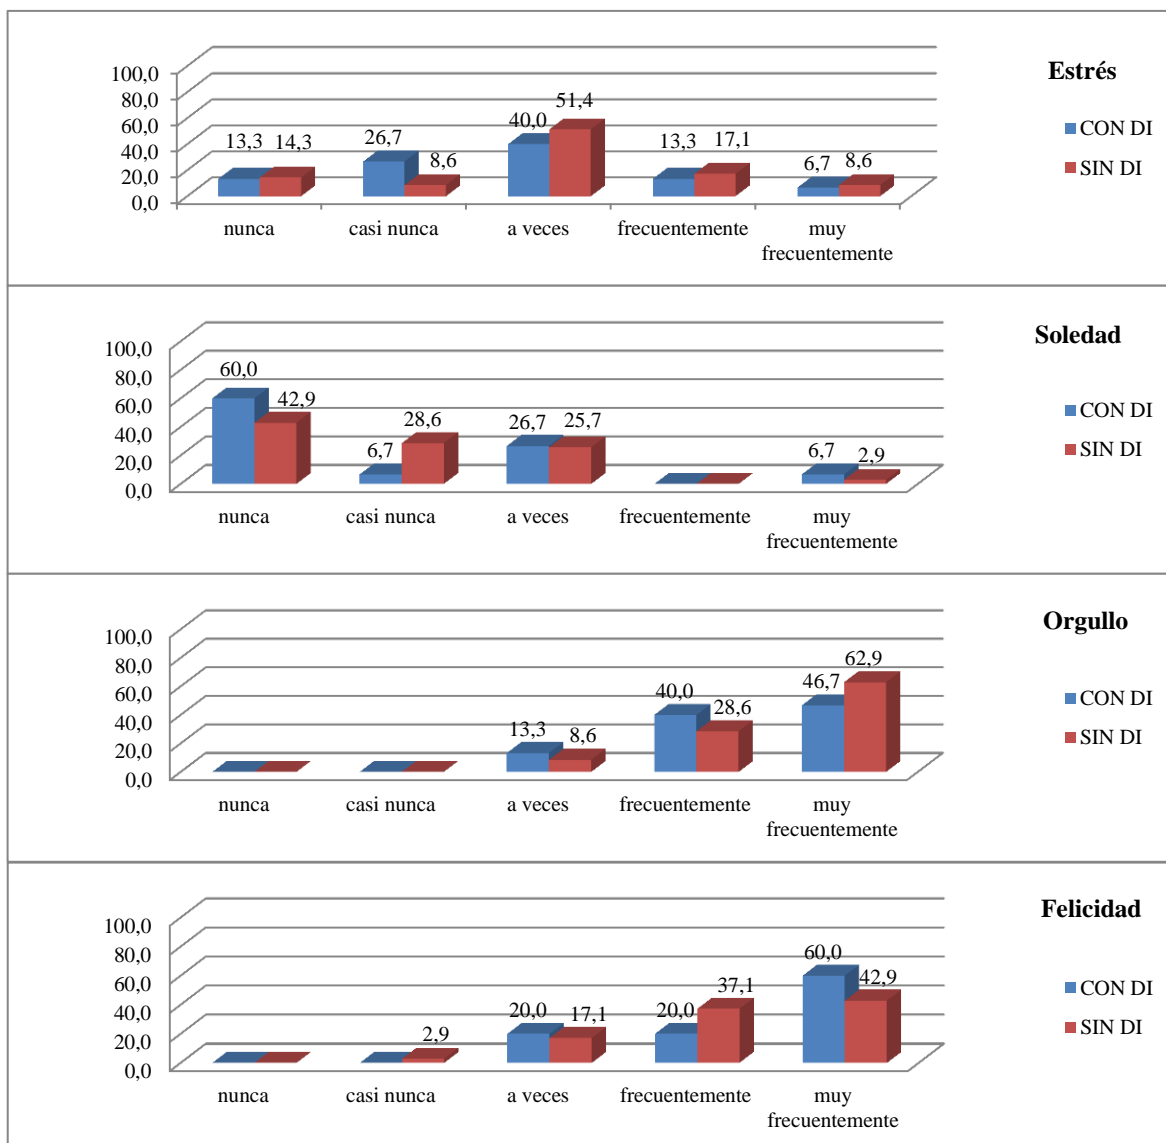 Estrés
100,0
80,0
60,0
40,0
20,0
0,0
13,3 14,3 26,7 8,6 40,0 51,4 13,3 17,1 6,7 8,6
CON DI
SIN DI
nunca casi nunca a veces frecuentemente muy
frecuentemente
Soledad
100,0
80,0
60,0
40,0
20,0
0,0
60,0 42,9 6,7 28,6 26,7 25,7 6,7 2,9
CON DI
SIN DI
nunca casi nunca a veces frecuentemente muy
frecuentemente
Orgullo
100,0
80,0
60,0
40,0
20,0
0,0
13,3 8,6 40,0 28,6 46,7 62,9
CON DI
SIN DI
nunca casi nunca a veces frecuentemente muy
frecuentemente
Felicidad
100,0
80,0
60,0
40,0
20,0
0,0
2,9 20,0 17,1 20,0 37,1 60,0 42,9
CON DI
SIN DI
nunca casi nunca a veces frecuentemente muy
frecuentemente